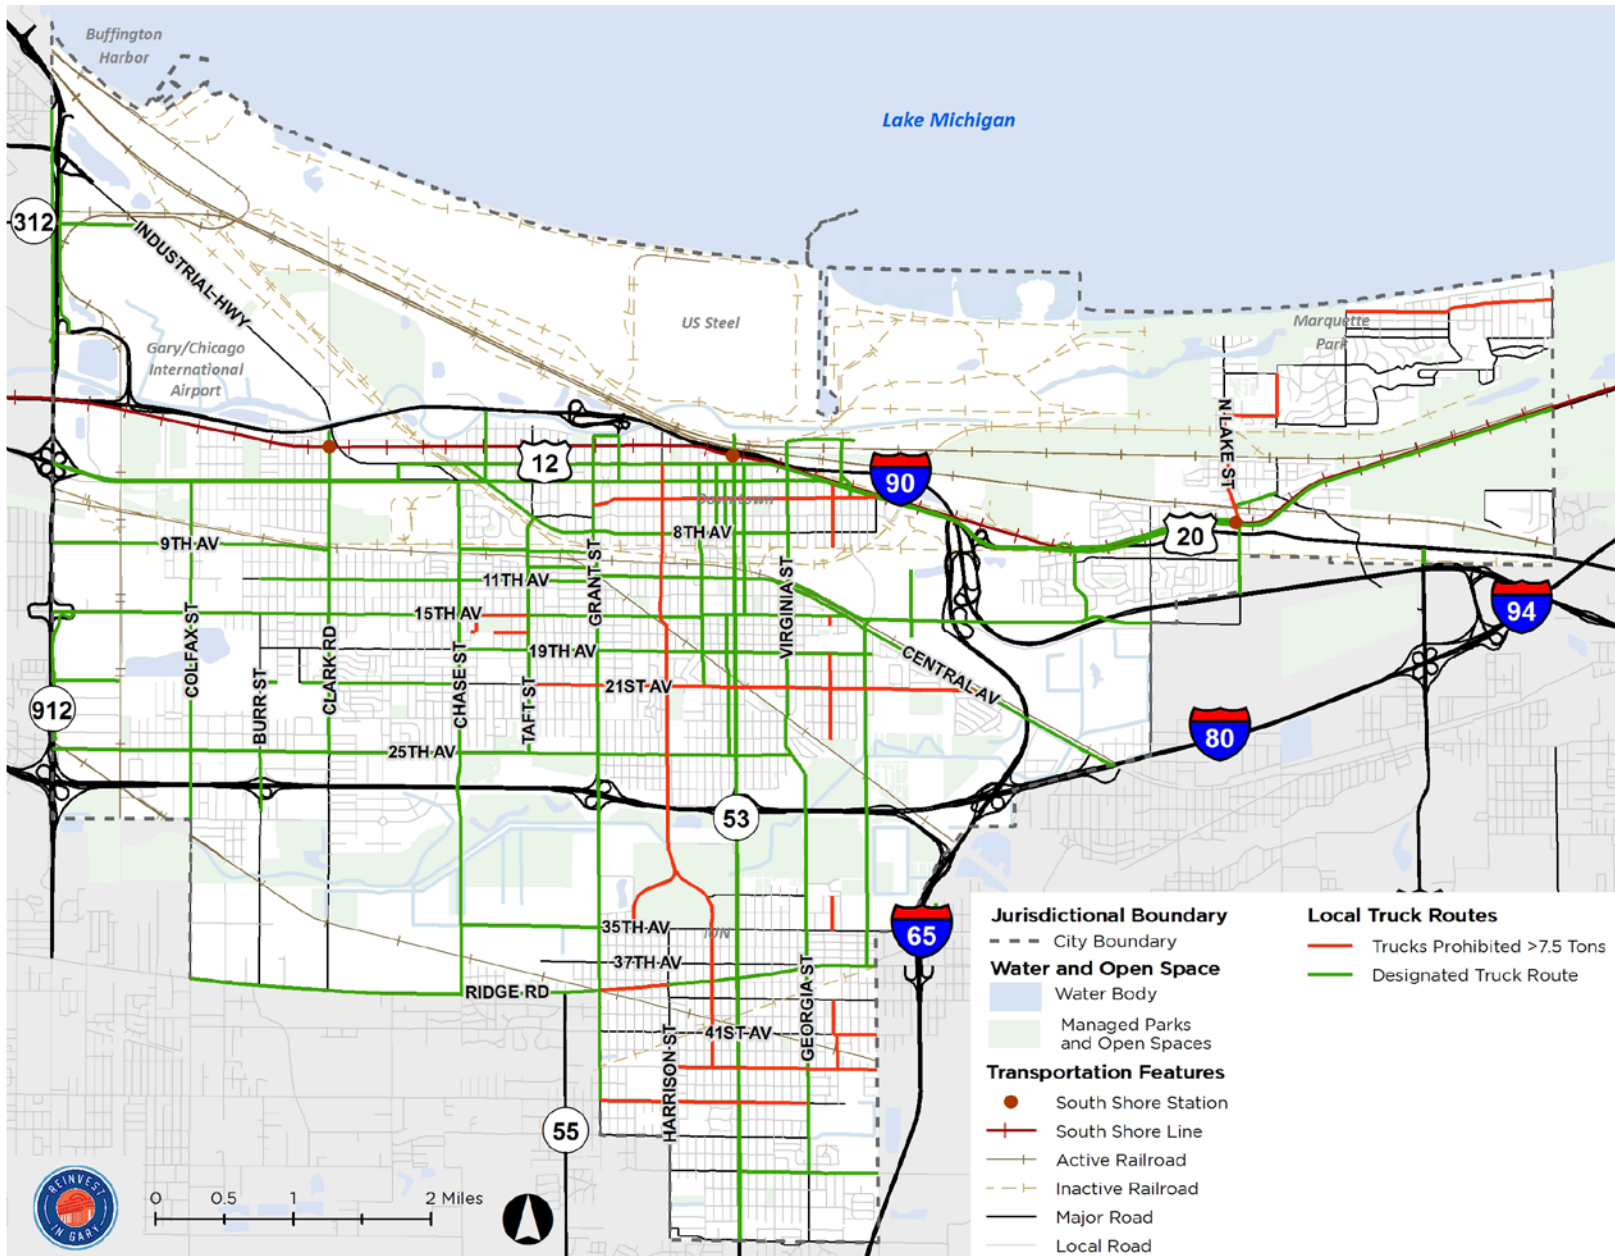 Buffington
Harbor
Lake Michigan
312
INDUSTRIAL HWY
US Steel
Marquette
Park
Gary/Chicago
International
Airport
N LAKE ST
12
90
Downtown
8TH AV
20
9TH AV
GRANT ST
11TH AV
VIRGINIA ST
94
15TH AV
COLFAX ST
CLARK RD
CHASE ST
19TH AV
CENTRAL AV
BURR ST
TAFT ST
21ST AV
912
80
25TH AV
53
35TH AV
65
37TH AV
RIDGE RD
GEORGIA ST
41ST AV
HARRISON ST
55
Jurisdictional Boundary
City Boundary
Water and Open Space
Water Body
Managed Parks
and Open Spaces
Transportation Features
South Shore Station
South Shore Line
Active Railroad
Inactive Railroad
Major Road
Local Road
Local Truck Routes
Trucks Prohibited >7.5 Tons
Designated Truck Route
REINVEST
IN GARY
0 0.5 1 2 Miles